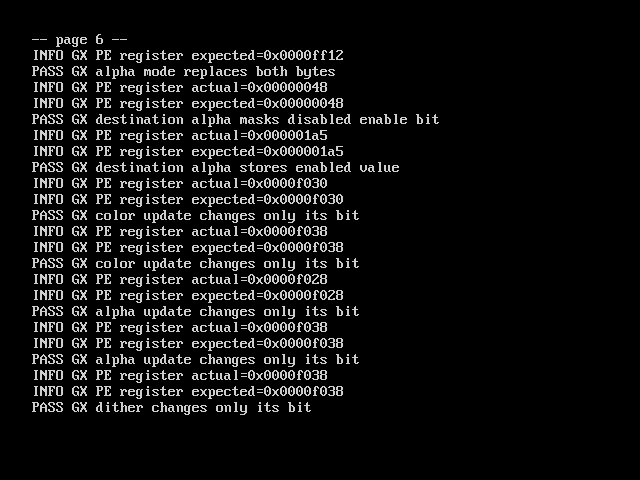 -- page 6 --
INFO GX PE register expected=0x0000ff12
PASS GX alpha mode replaces both bytes
INFO GX PE register actual=0x00000048
INFO GX PE register expected=0x00000048
PASS GX destination alpha masks disabled enable bit
INFO GX PE register actual=0x000001a5
INFO GX PE register expected=0x000001a5
PASS GX destination alpha stores enabled value
INFO GX PE register actual=0x0000f030
INFO GX PE register expected=0x0000f030
PASS GX color update changes only its bit
INFO GX PE register actual=0x0000f038
INFO GX PE register expected=0x0000f038
PASS GX color update changes only its bit
INFO GX PE register actual=0x0000f028
INFO GX PE register expected=0x0000f028
PASS GX alpha update changes only its bit
INFO GX PE register actual=0x0000f038
INFO GX PE register expected=0x0000f038
PASS GX alpha update changes only its bit
INFO GX PE register actual=0x0000f038
INFO GX PE register expected=0x0000f038
PASS GX dither changes only its bit